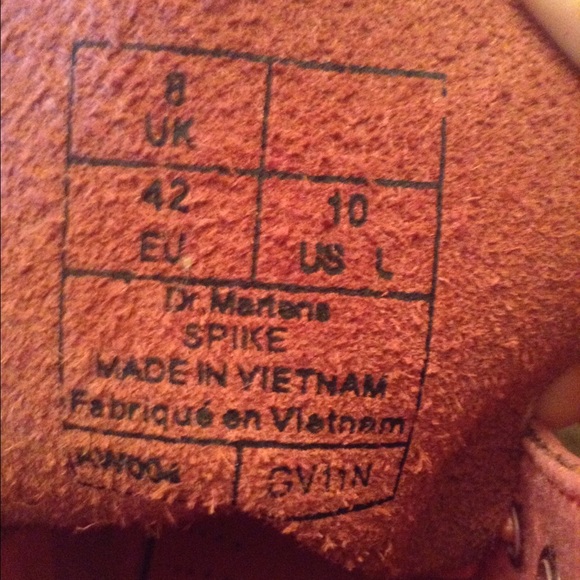 8
UK
42
EU
10
US L
Dr. Martens
SPIKE
MADE IN VIETNAM
Fabriqué en Vietnam
GV11N